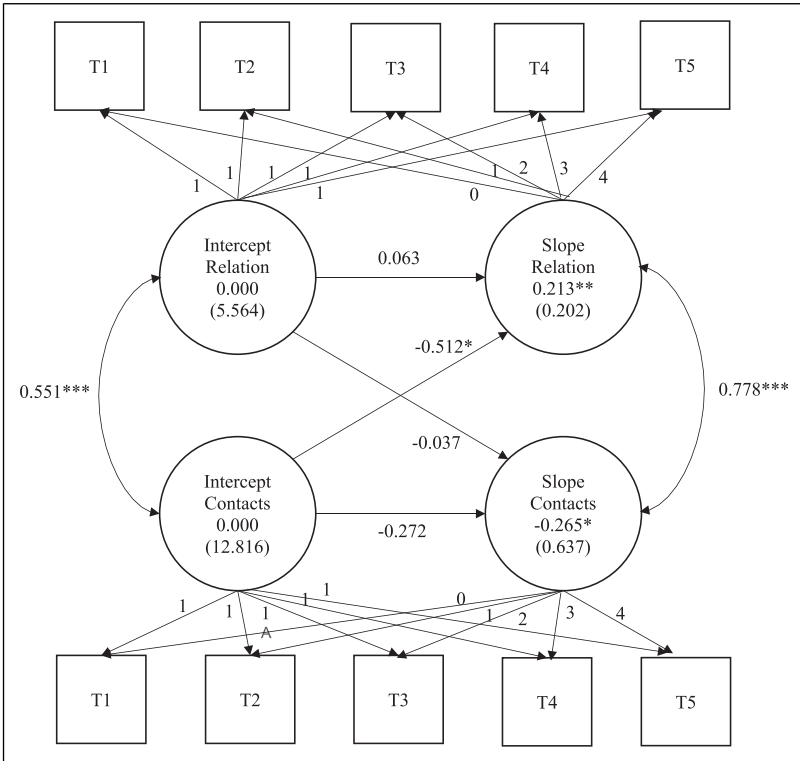 T1 T2 T3 T4 T5
1 1 1 1 1 0 1 2 3 4
Intercept
Relation
0.000
(5.564)
0.063
Slope
Relation
0.213**
(0.202)
-0.512*
0.551***
0.778***
-0.037
Intercept
Contacts
0.000
(12.816)
-0.272
Slope
Contacts
-0.265*
(0.637)
1 1 1 1 1 0 1 2 3 4
A
T1 T2 T3 T4 T5